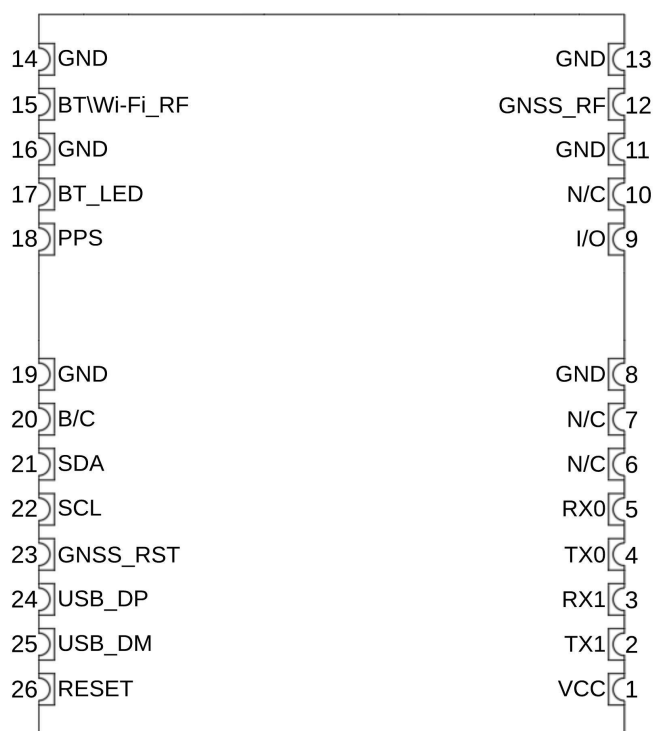 14 GND GND 13
15 BT\Wi-Fi_RF GNSS_RF 12
16 GND GND 11
17 BT_LED N/C 10
18 PPS I/O 9
19 GND GND 8
20 B/C N/C 7
21 SDA N/C 6
22 SCL RX0 5
23 GNSS_RST TX0 4
24 USB_DP RX1 3
25 USB_DM TX1 2
26 RESET VCC 1